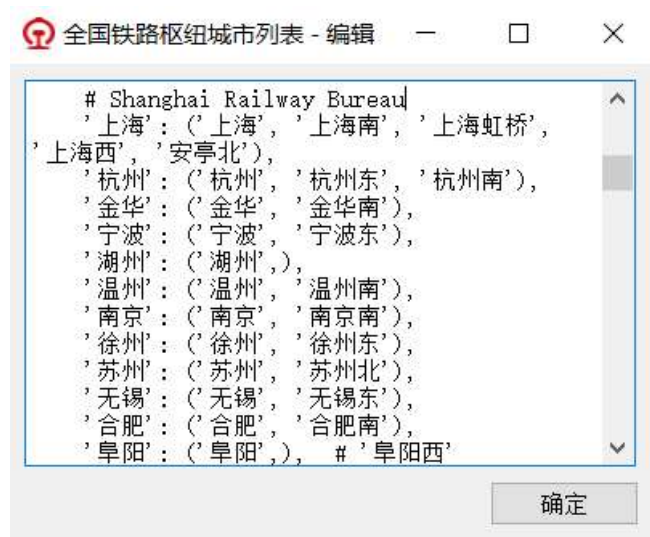 全国铁路枢纽城市列表 - 编辑
# Shanghai Railway Bureau
'上海': ('上海', '上海南', '上海虹桥',
'上海西', '安亭北'),
'杭州': ('杭州', '杭州东', '杭州南'),
'金华': ('金华', '金华南'),
'宁波': ('宁波', '宁波东'),
'湖州': ('湖州',),
'温州': ('温州', '温州南'),
'南京': ('南京', '南京南'),
'徐州': ('徐州', '徐州东'),
'苏州': ('苏州', '苏州北'),
'无锡': ('无锡', '无锡东'),
'合肥': ('合肥', '合肥南'),
'阜阳': ('阜阳',), # '阜阳西'
确定